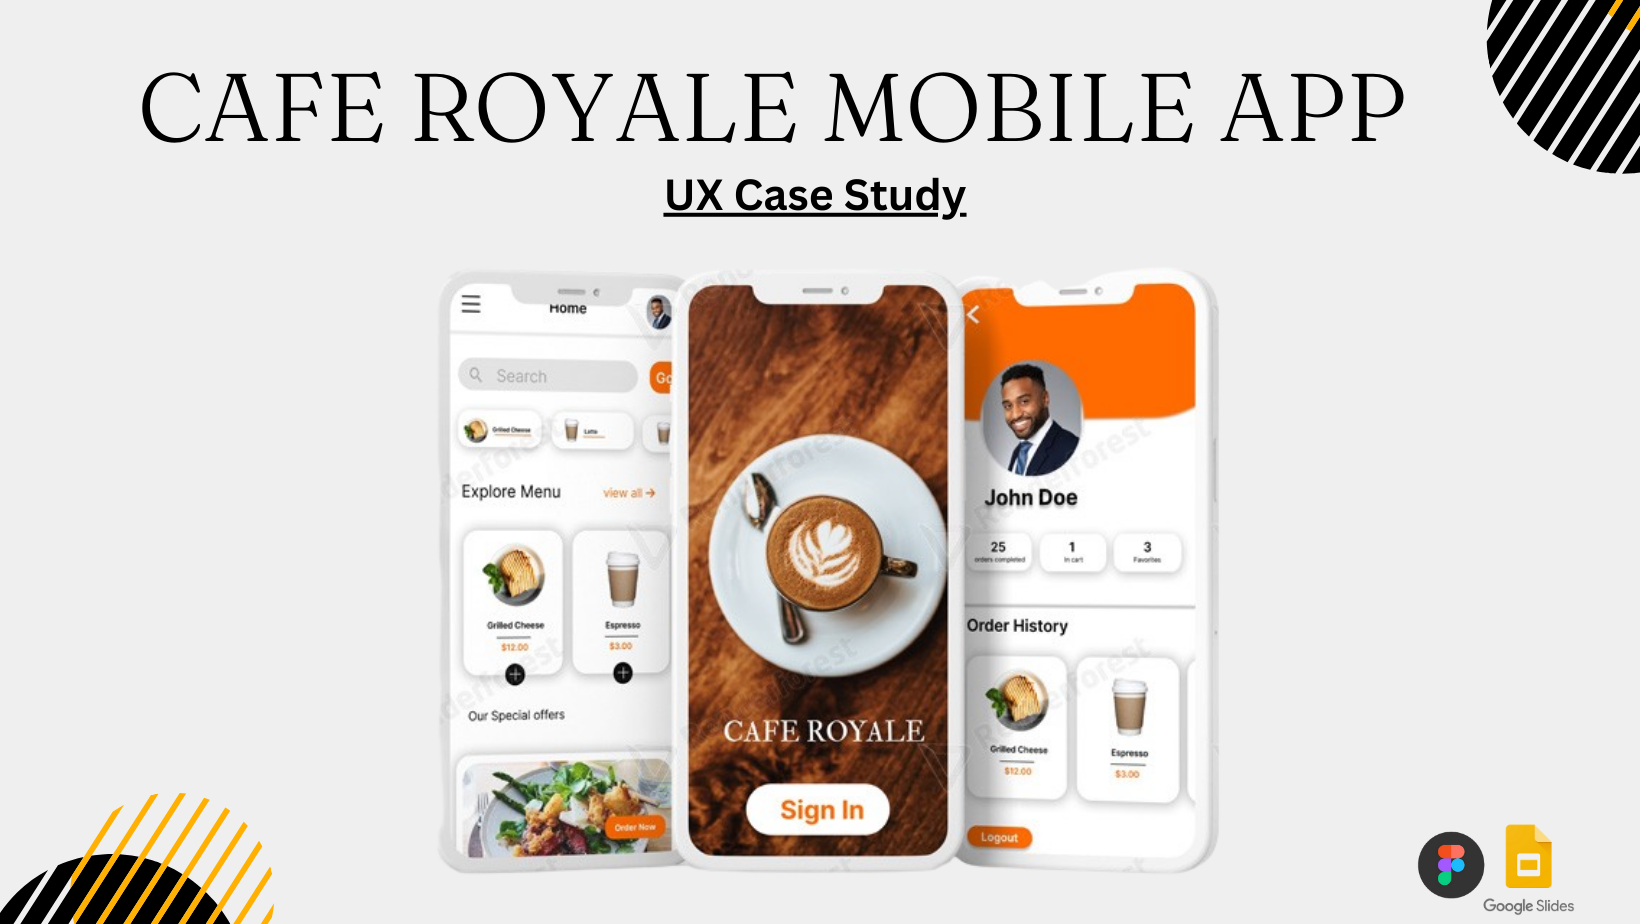 CAFE ROYALE MOBILE APP
UX Case Study
Home
Search
Go
Grilled Cheese
Latte
Explore Menu
view all →
Grilled Cheese
$12.00
Espresso
$3.00
Our Special offers
Order Now
CAFE ROYALE
Sign In
John Doe
25
orders completed
1
In cart
3
Favorites
Order History
Grilled Cheese
$12.00
Espresso
$3.00
Logout
Google Slides